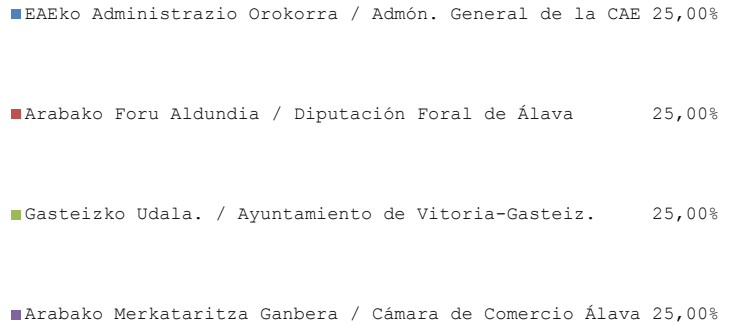 EAEko Administrazio Orokorra / Admón. General de la CAE 25,00%
Arabako Foru Aldundia / Diputación Foral de Álava 25,00%
Gasteizko Udala. / Ayuntamiento de Vitoria-Gasteiz. 25,00%
Arabako Merkataritza Ganbera / Cámara de Comercio Álava 25,00%